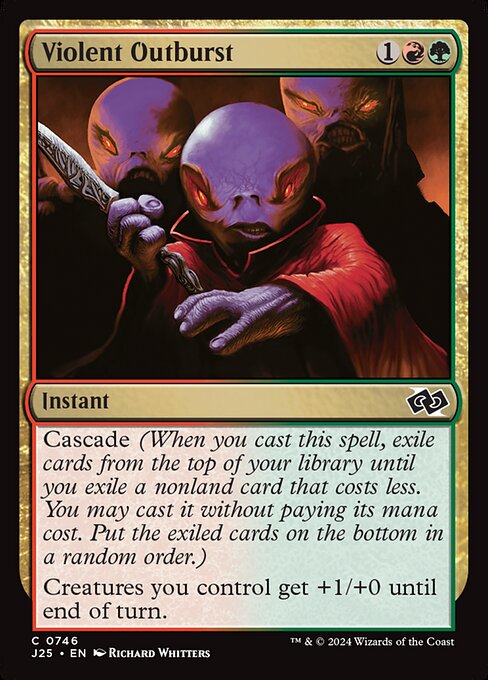 Violent Outburst 1
Instant
Cascade (When you cast this spell, exile
cards from the top of your library until
you exile a nonland card that costs less.
You may cast it without paying its mana
cost. Put the exiled cards on the bottom in
a random order.)
Creatures you control get +1/+0 until
end of turn.
C 0746 ™ & © 2024 Wizards of the Coast
J25 • EN Richard Whitters